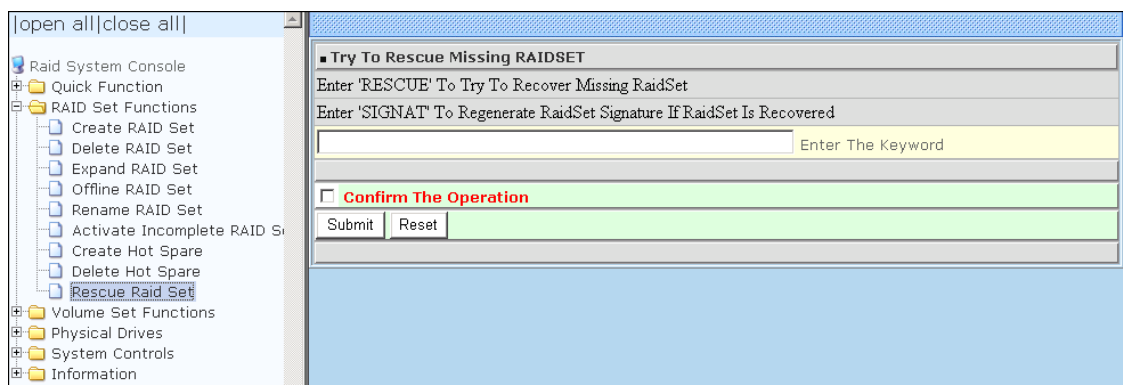 |open all|close all|
Raid System Console
Quick Function
RAID Set Functions
Create RAID Set
Delete RAID Set
Expand RAID Set
Offline RAID Set
Rename RAID Set
Activate Incomplete RAID S
Create Hot Spare
Delete Hot Spare
Rescue Raid Set
Volume Set Functions
Physical Drives
System Controls
Information
Try To Rescue Missing RAIDSET
Enter 'RESCUE' To Try To Recover Missing RaidSet
Enter 'SIGNAT' To Regenerate RaidSet Signature If RaidSet Is Recovered
Enter The Keyword
Confirm The Operation
Submit Reset